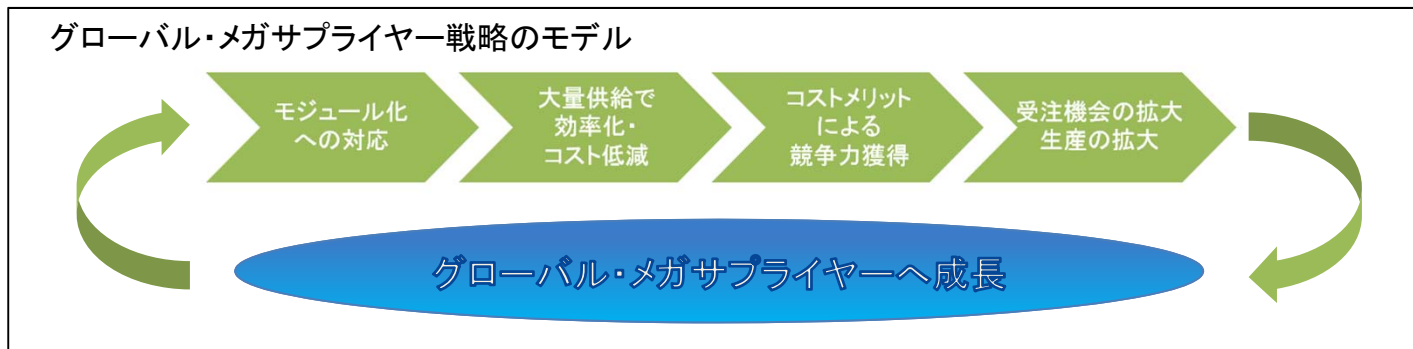 グローバル・メガサプライヤー戦略のモデル
モジュール化
への対応
大量供給で
効率化・
コスト低減
コストメリット
による
競争力獲得
受注機会の拡大
生産の拡大
グローバル・メガサプライヤーへ成長